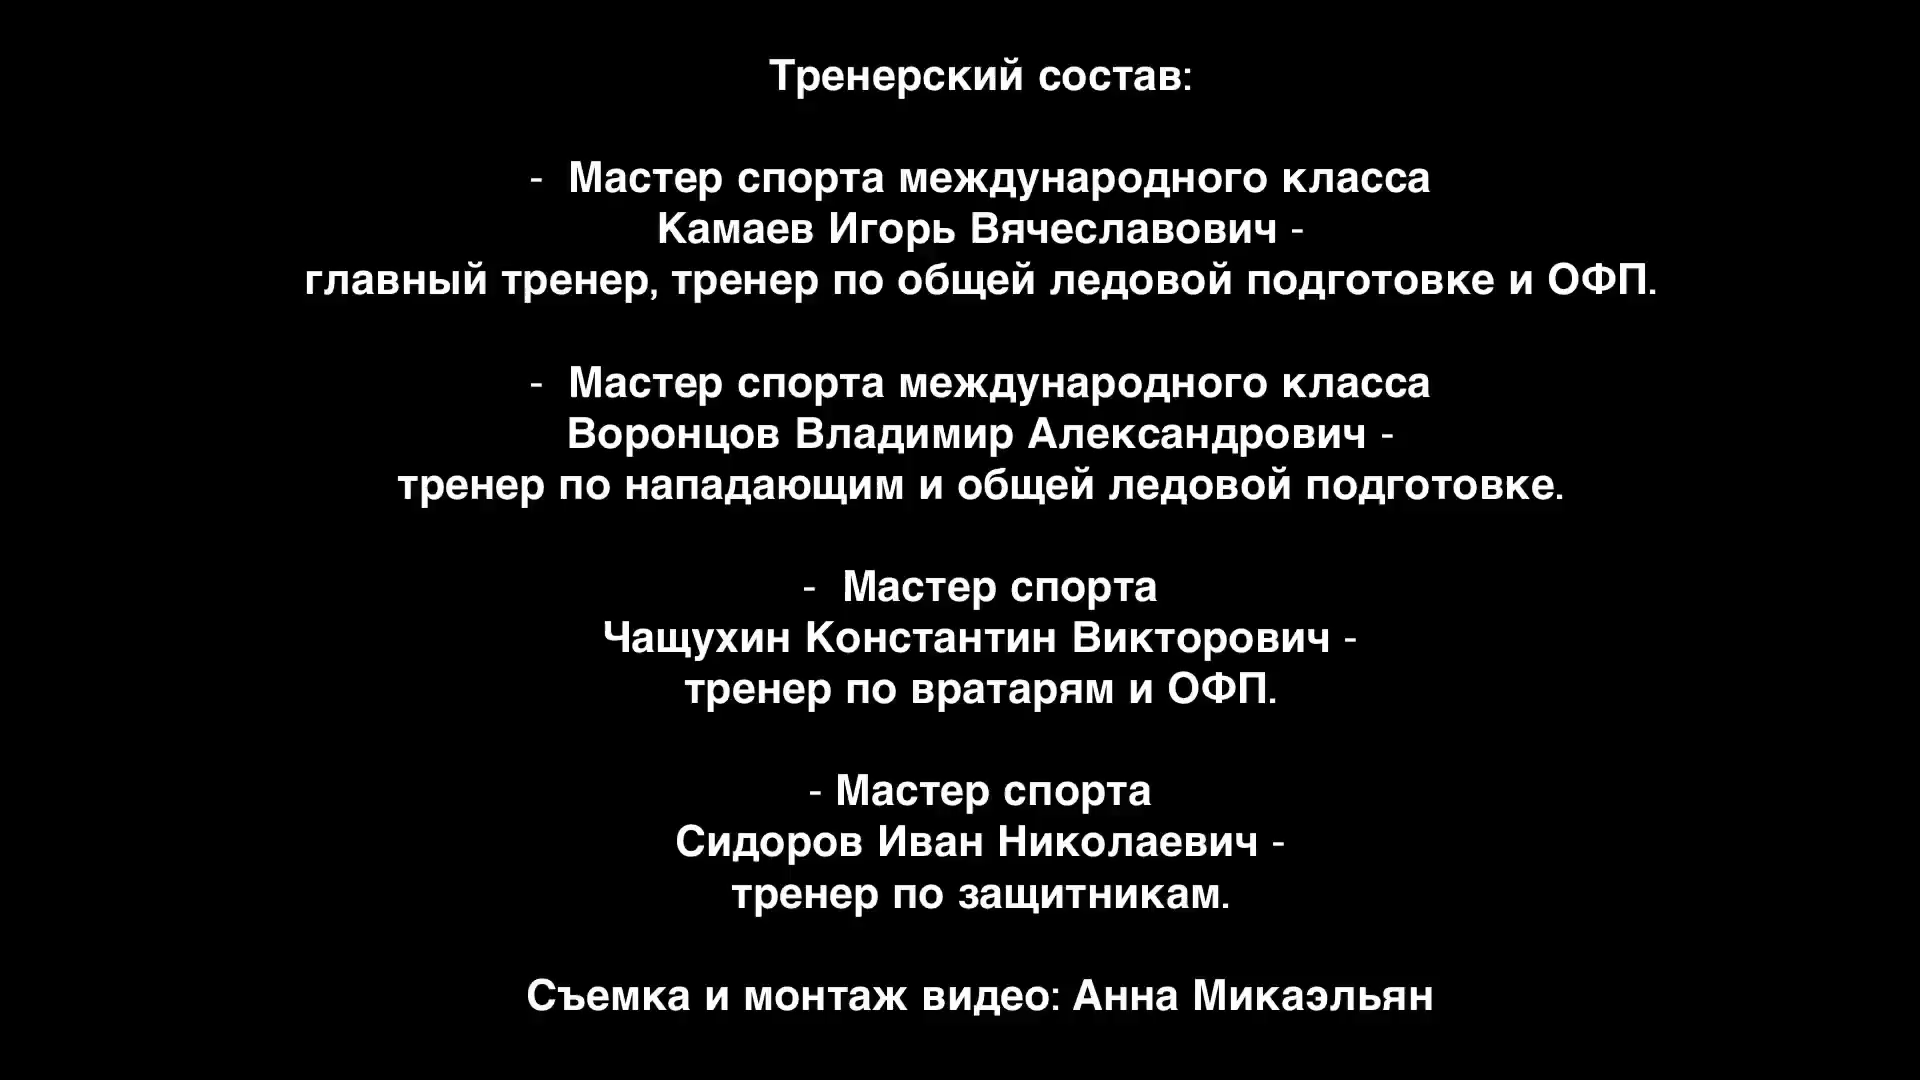 Тренерский состав:
- Мастер спорта международного класса
Камаев Игорь Вячеславович -
главный тренер, тренер по общей ледовой подготовке и ОФП.
- Мастер спорта международного класса
Воронцов Владимир Александрович -
тренер по нападающим и общей ледовой подготовке.
- Мастер спорта
Чащухин Константин Викторович -
тренер по вратарям и ОФП.
- Мастер спорта
Сидоров Иван Николаевич -
тренер по защитникам.
Съемка и монтаж видео: Анна Микаэльян